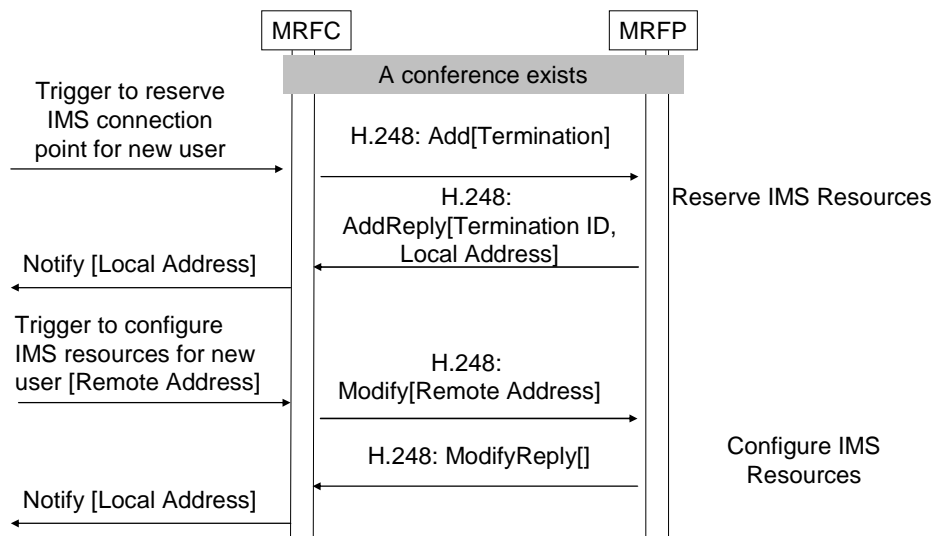 MRFC
MRFP
A conference exists
Trigger to reserve
IMS connection
point for new user
H.248: Add[Termination]
H.248:
AddReply[Termination ID,
Local Address]
Reserve IMS Resources
Notify [Local Address]
Trigger to configure
IMS resources for new
user [Remote Address]
H.248:
Modify[Remote Address]
H.248: ModifyReply[]
Configure IMS
Resources
Notify [Local Address]